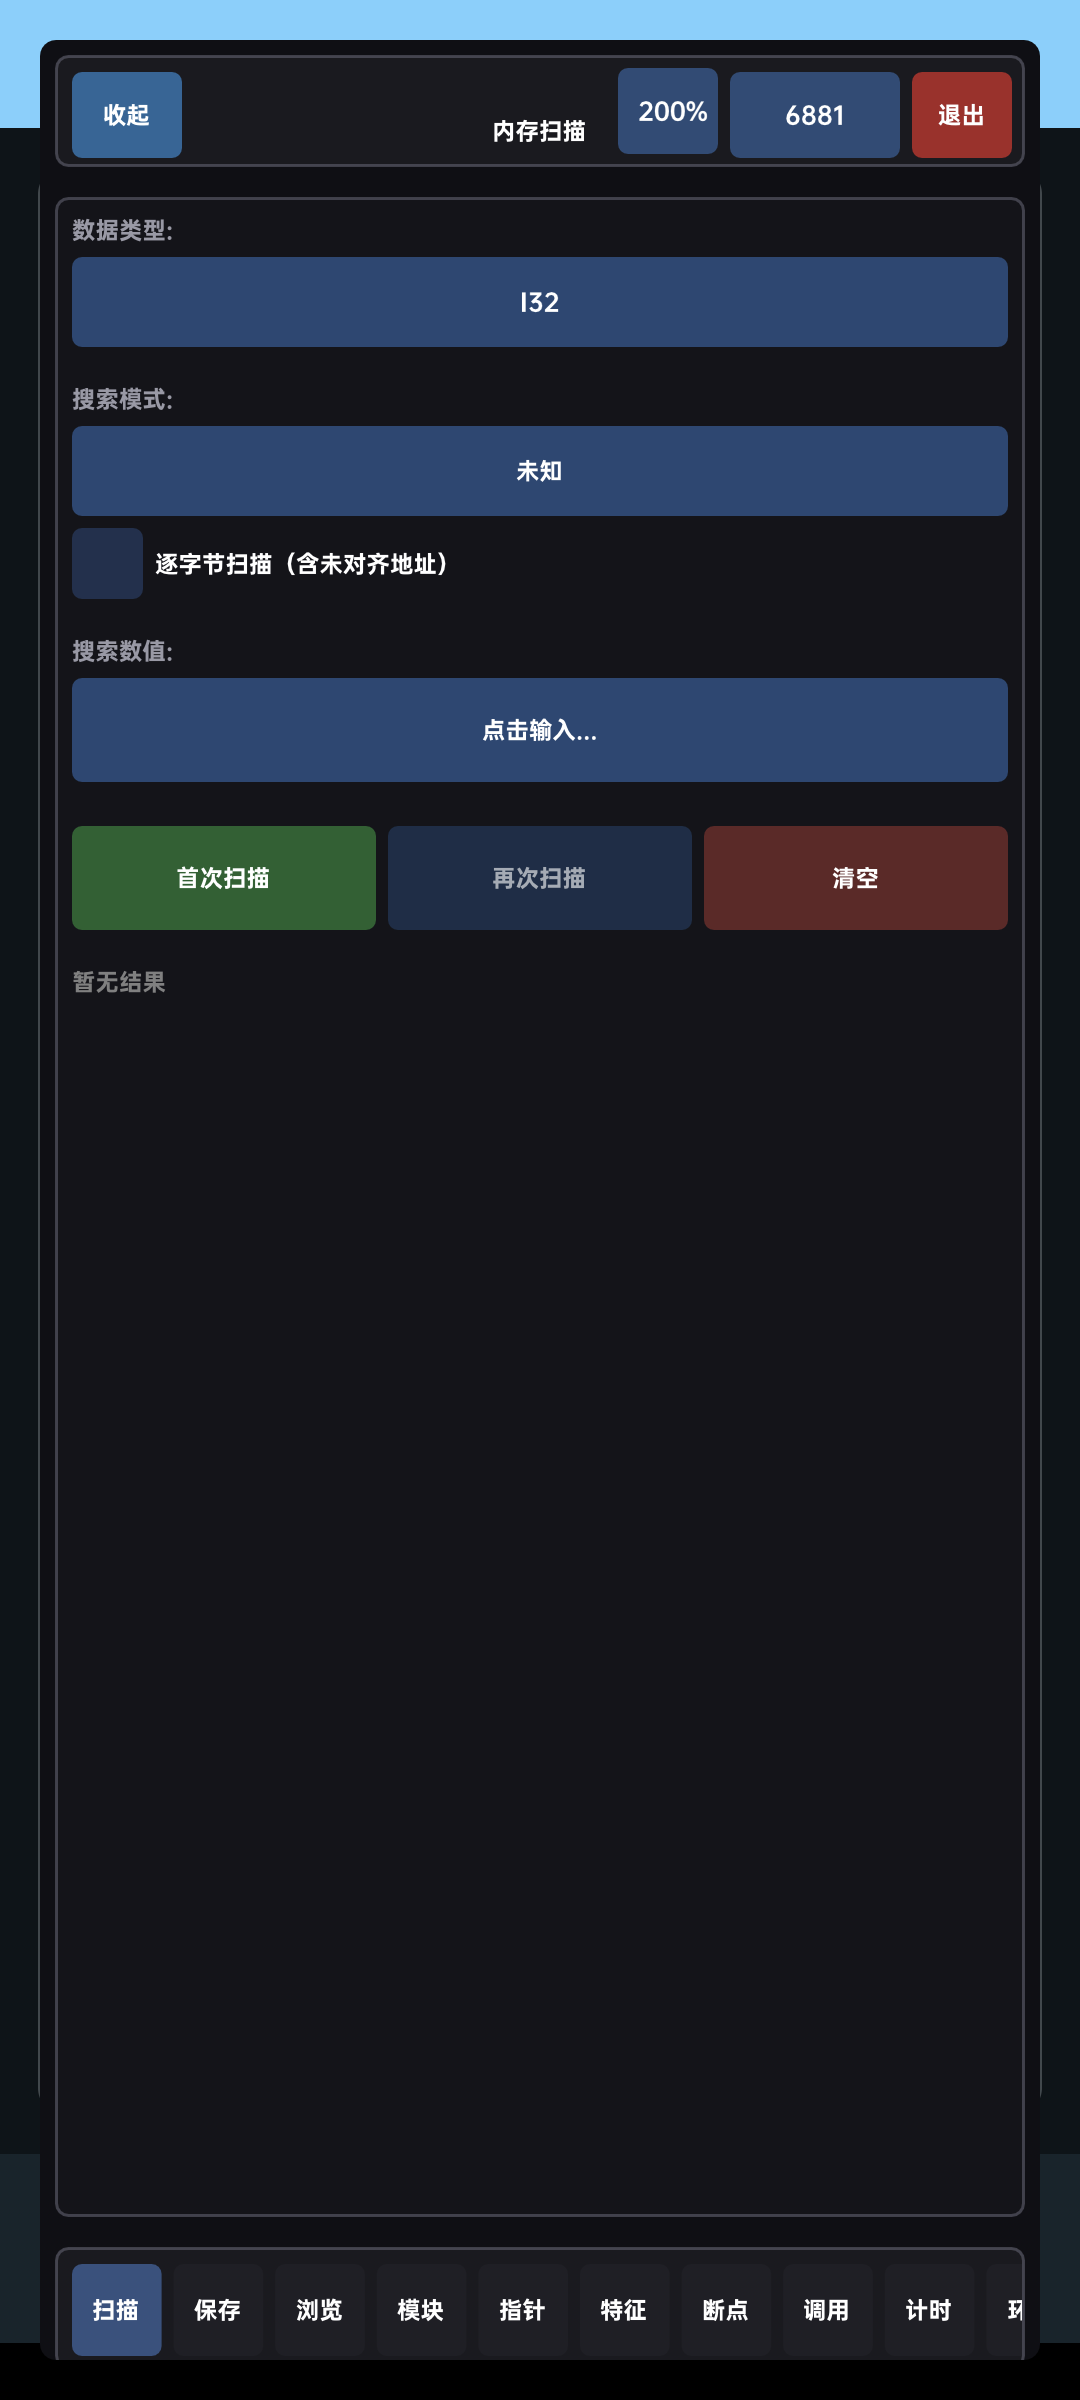 收起
内存扫描
200%
6881
退出
数据类型:
I32
搜索模式:
未知
逐字节扫描（含未对齐地址）
搜索数值:
点击输入...
首次扫描
再次扫描
清空
暂无结果
扫描
保存
浏览
模块
指针
特征
断点
调用
计时